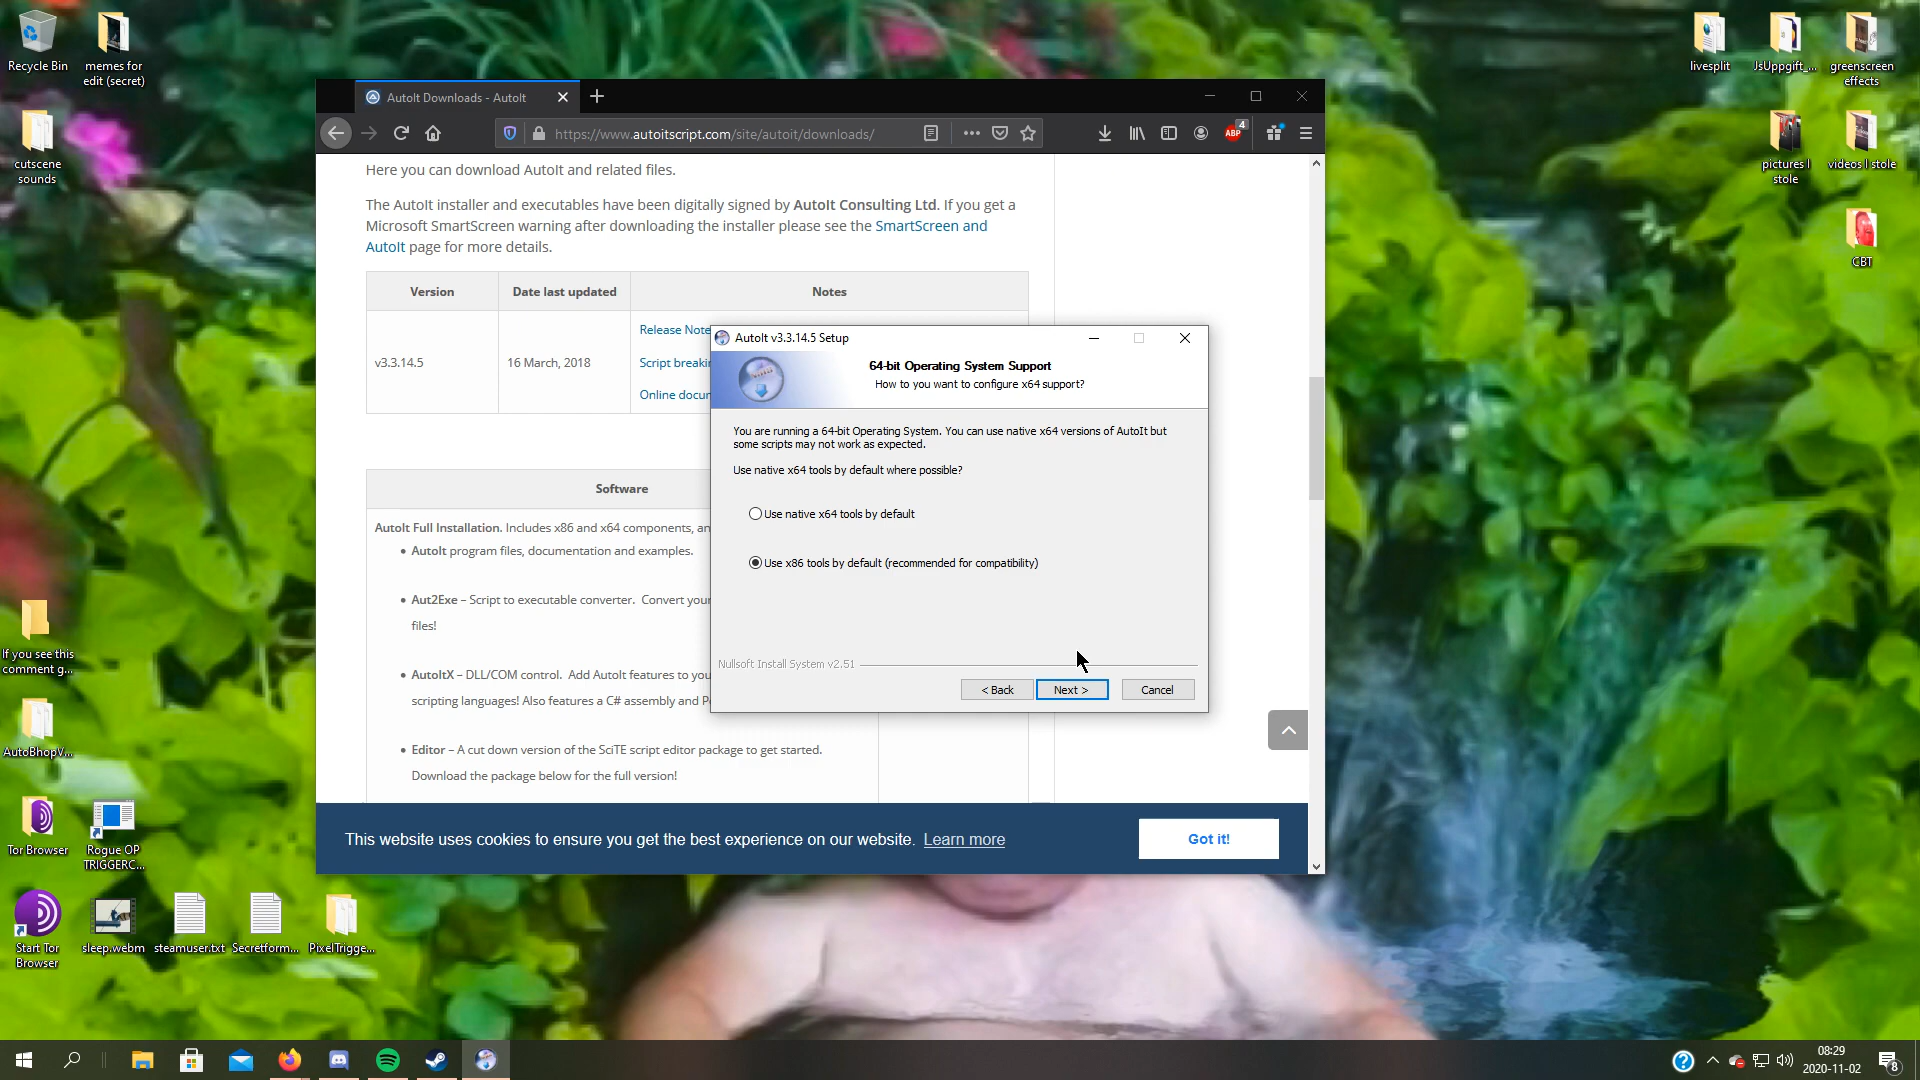 Recycle Bin
memes for
edit (secret)
cutscene
sounds
If you see this
comment g...
AutoBhopV...
Tor Browser
Rogue OP
TRIGGERC...
Start Tor
Browser
sleep.webm
steamuser.txt
Secretform...
PixelTrigge...
livesplit
JsUppgift_...
greenscreen
effects
pictures I
stole
videos I stole
CBT
AutoIt Downloads - AutoIt
https://www.autoitscript.com/site/autoit/downloads/
ABP
4
Here you can download AutoIt and related files.
The AutoIt installer and executables have been digitally signed by AutoIt Consulting Ltd. If you get a
Microsoft SmartScreen warning after downloading the installer please see the SmartScreen and
AutoIt page for more details.
Version
Date last updated
Notes
v3.3.14.5
16 March, 2018
Release Note
Script breaki
Online docu
Software
AutoIt Full Installation. Includes x86 and x64 components, an
• AutoIt program files, documentation and examples.
• Aut2Exe – Script to executable converter. Convert your
files!
• AutoItX – DLL/COM control. Add AutoIt features to you
scripting languages! Also features a C# assembly and P
• Editor – A cut down version of the SciTE script editor package to get started.
Download the package below for the full version!
This website uses cookies to ensure you get the best experience on our website. Learn more
Got it!
AutoIt v3.3.14.5 Setup
64-bit Operating System Support
How to you want to configure x64 support?
You are running a 64-bit Operating System. You can use native x64 versions of AutoIt but
some scripts may not work as expected.
Use native x64 tools by default where possible?
Use native x64 tools by default
Use x86 tools by default (recommended for compatibility)
Nullsoft Install System v2.51
< Back
Next >
Cancel
08:29
2020-11-02
8